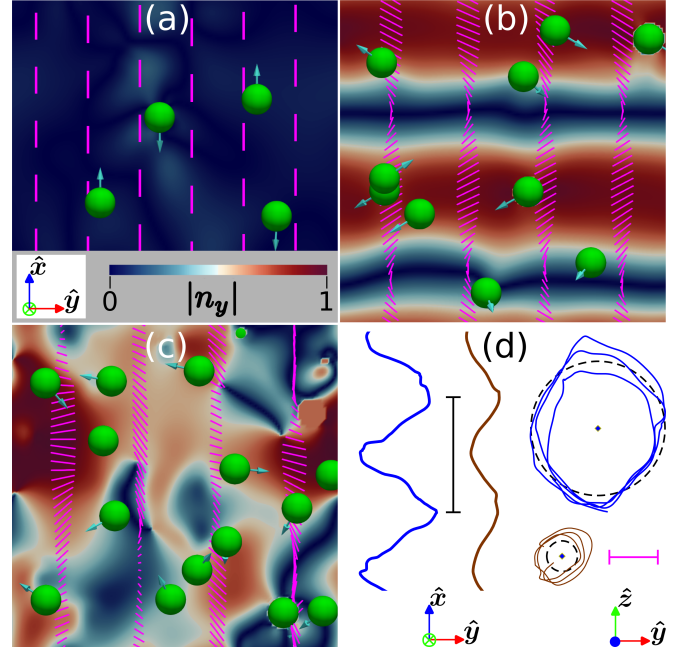 (a)
(b)
x̂
ŷ
0
|n_y|
1
(c)
(d)
x̂
ŷ
ẑ
ŷ